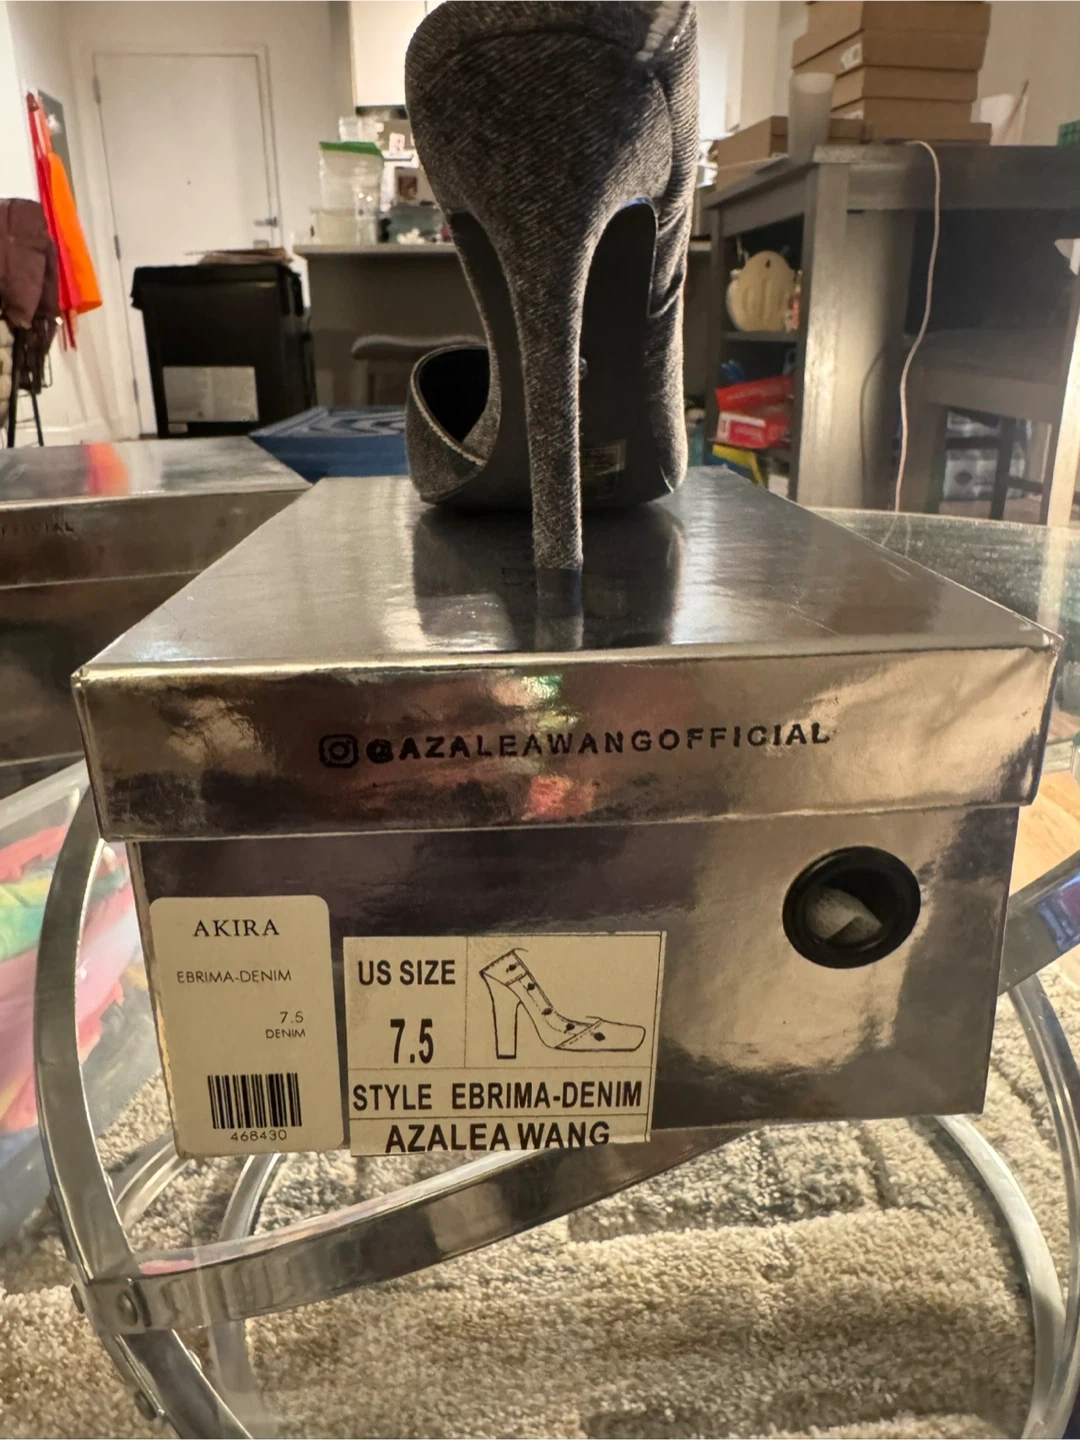 @AZALEAWANGOFFICIAL
AKIRA
EBRIMA-DENIM
7.5
DENIM
468430
US SIZE
7.5
STYLE EBRIMA-DENIM
AZALEA WANG